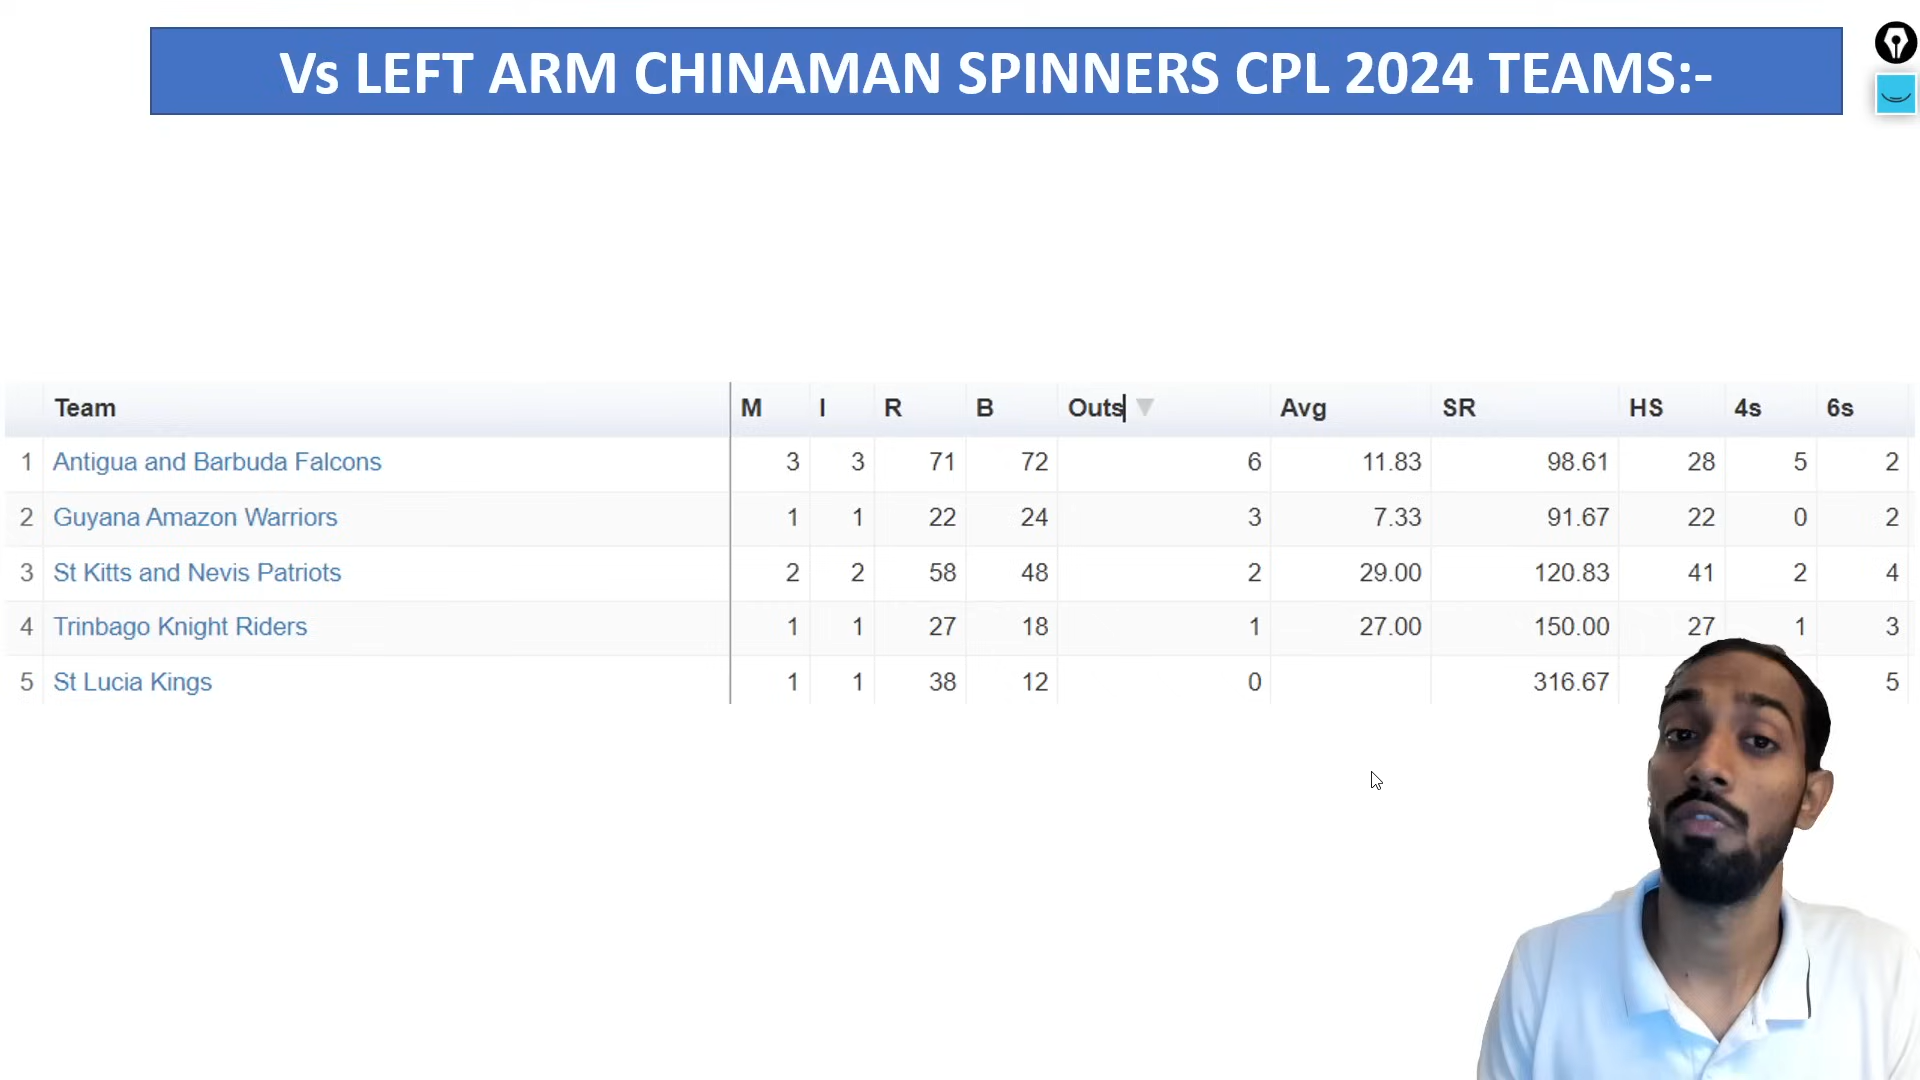 Vs LEFT ARM CHINAMAN SPINNERS CPL 2024 TEAMS:-
Team M I R B Outs Avg SR HS 4s 6s
1 Antigua and Barbuda Falcons 3 3 71 72 6 11.83 98.61 28 5 2
2 Guyana Amazon Warriors 1 1 22 24 3 7.33 91.67 22 0 2
3 St Kitts and Nevis Patriots 2 2 58 48 2 29.00 120.83 41 2 4
4 Trinbago Knight Riders 1 1 27 18 1 27.00 150.00 27 1 3
5 St Lucia Kings 1 1 38 12 0 316.67 5